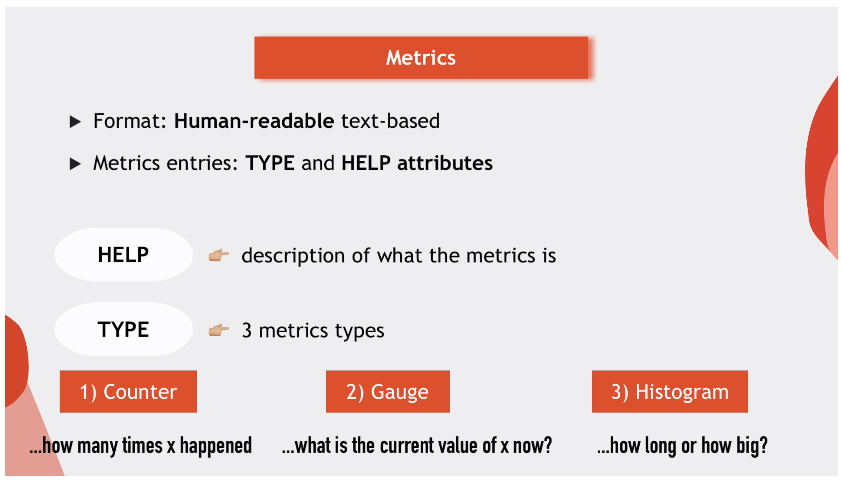 Metrics
Format: Human-readable text-based
Metrics entries: TYPE and HELP attributes
HELP
description of what the metrics is
TYPE
3 metrics types
1) Counter
2) Gauge
3) Histogram
...how many times x happened
...what is the current value of x now?
...how long or how big?